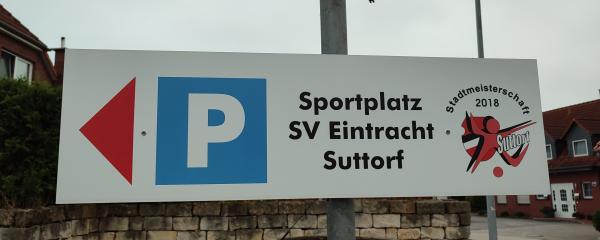 P
Sportplatz
SV Eintracht
Suttorf
Stadtmeisterschaft
2018
Suttorf